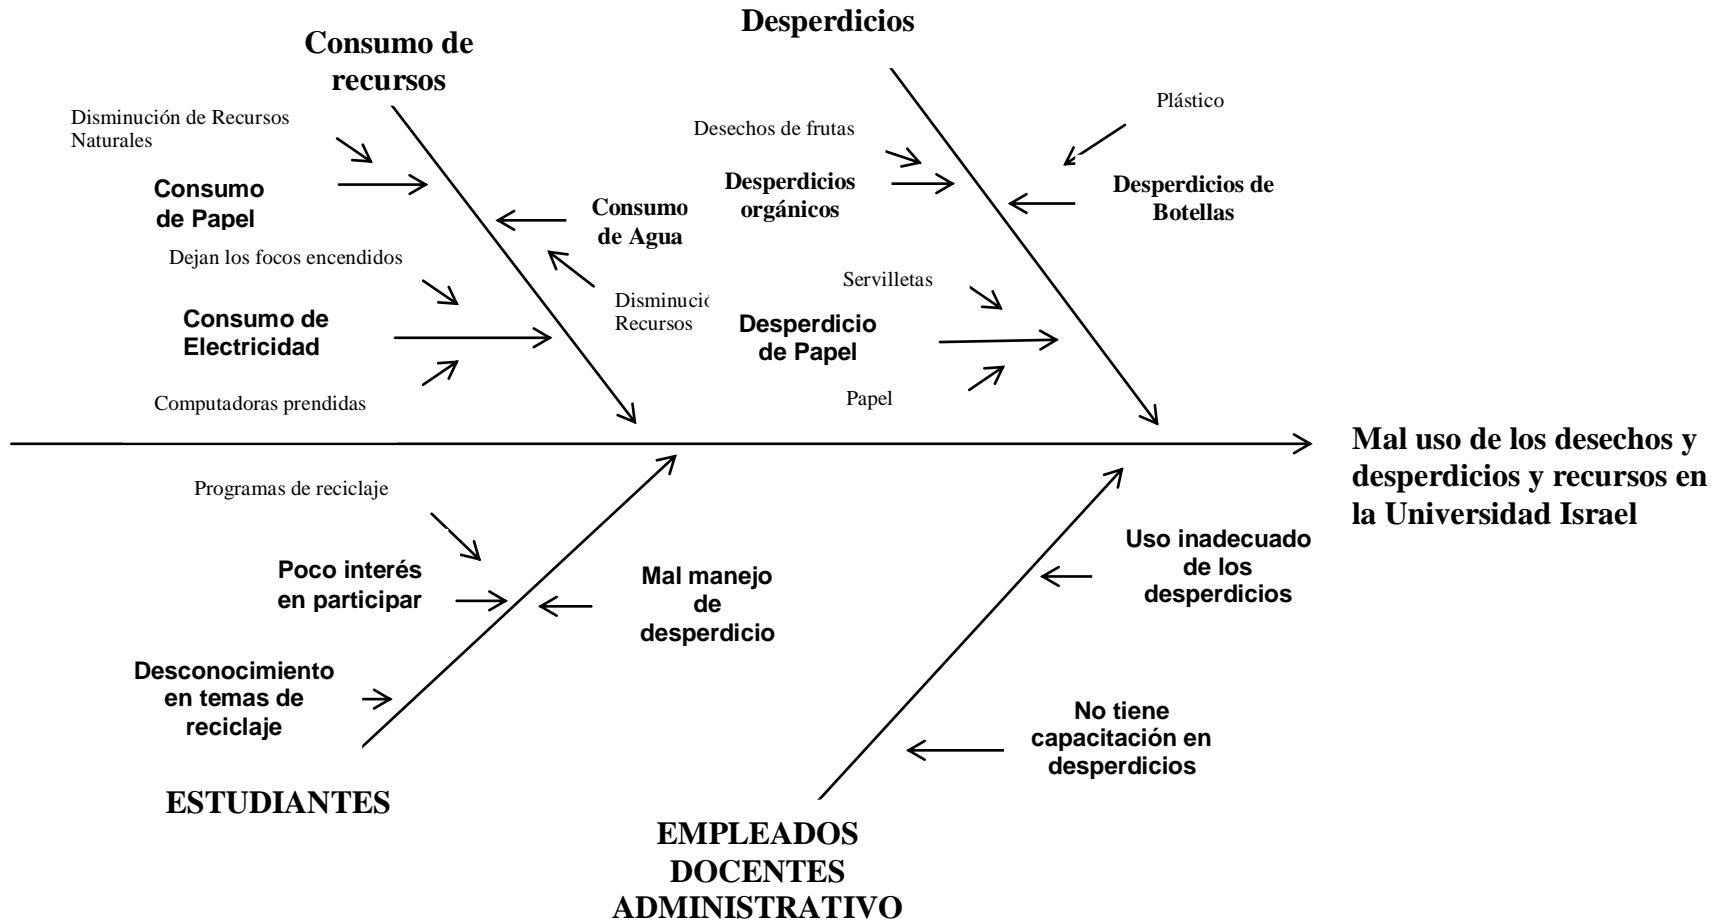 Consumo de
recursos
Desperdicios
Disminución de Recursos
Naturales
Consumo
de Papel
Consumo
de Agua
Dejan los focos encendidos
Disminució
Recursos
Consumo de
Electricidad
Computadoras prendidas
Desechos de frutas
Plástico
Desperdicios
orgánicos
Desperdicios de
Botellas
Servilletas
Desperdicio
de Papel
Papel
Mal uso de los desechos y
desperdicios y recursos en
la Universidad Israel
Programas de reciclaje
Poco interés
en participar
Mal manejo
de
desperdicio
Desconocimiento
en temas de
reciclaje
ESTUDIANTES
Uso inadecuado
de los
desperdicios
No tiene
capacitación en
desperdicios
EMPLEADOS
DOCENTES
ADMINISTRATIVO